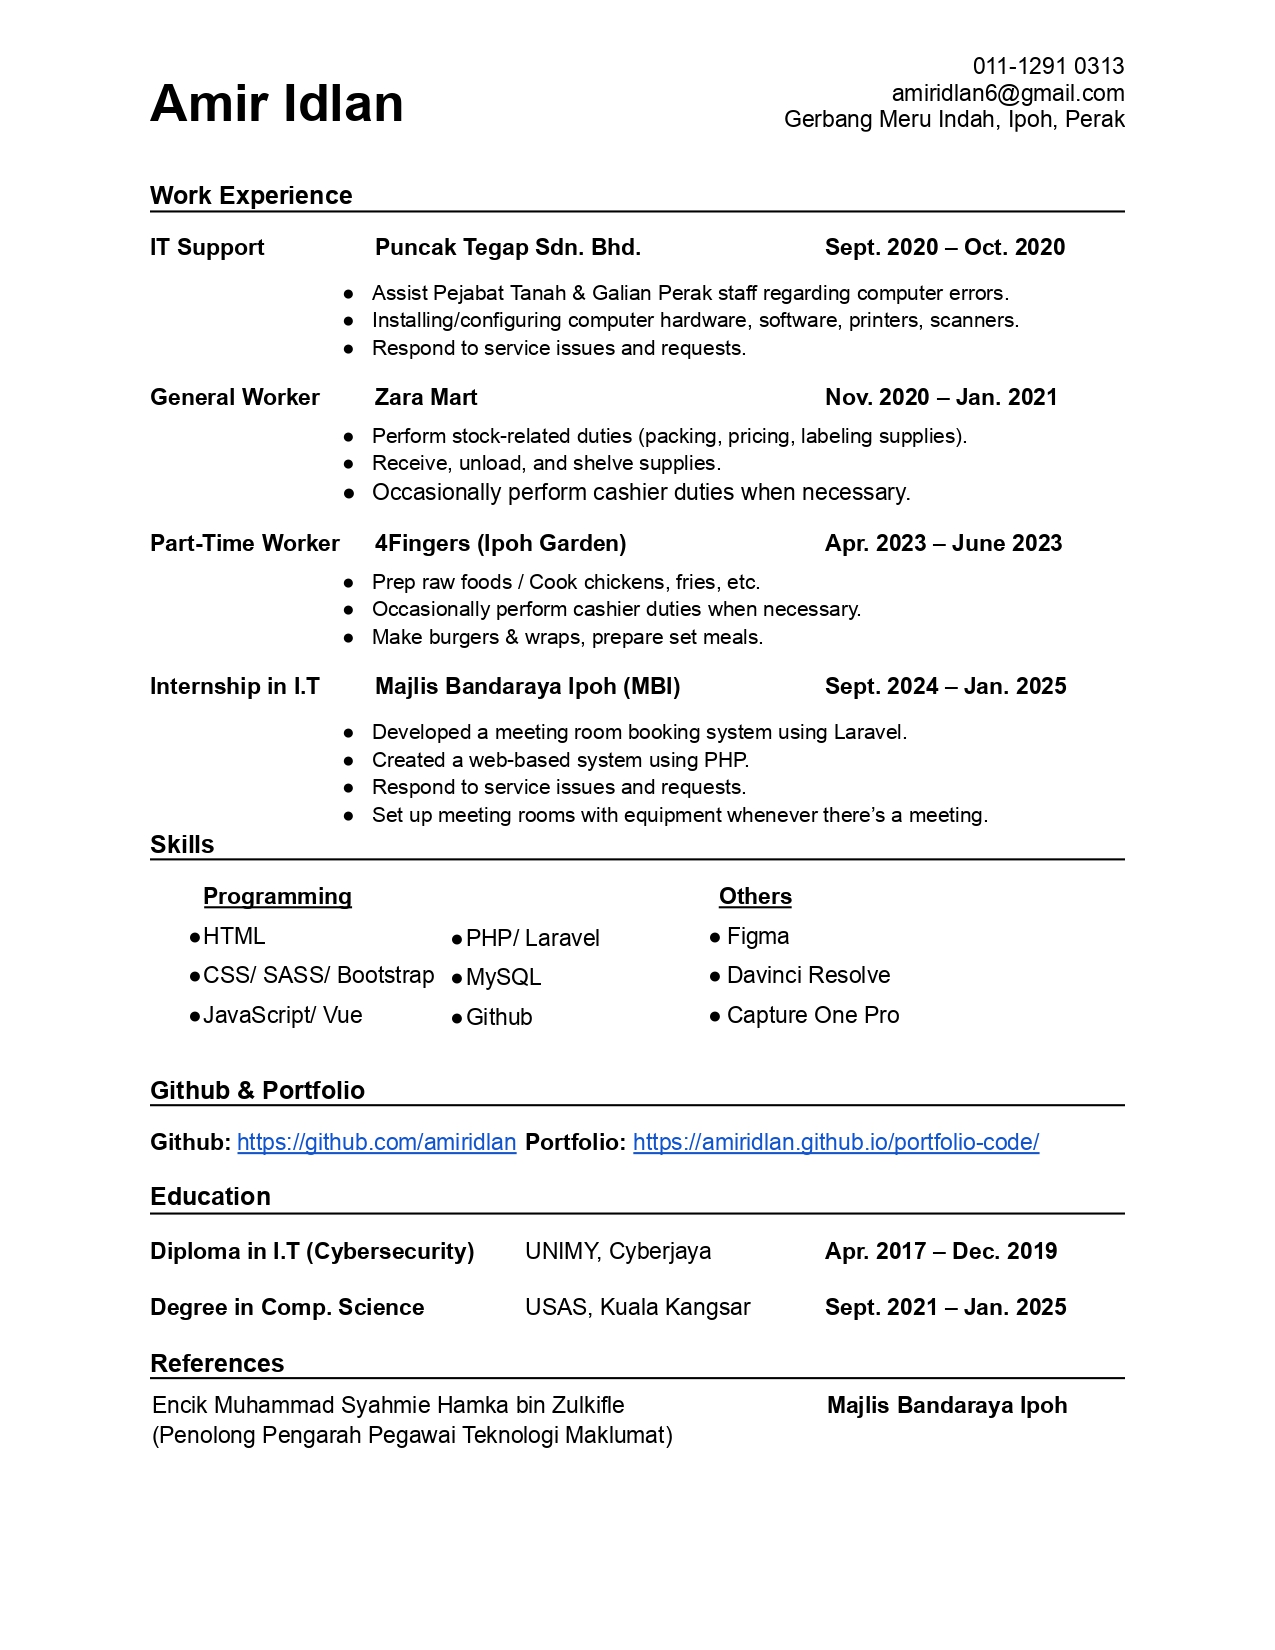 011-1291 0313
Amir Idlan
amiridlan6@gmail.com
Gerbang Meru Indah, Ipoh, Perak
Work Experience
IT Support Puncak Tegap Sdn. Bhd. Sept. 2020 – Oct. 2020
● Assist Pejabat Tanah & Galian Perak staff regarding computer errors.
● Installing/configuring computer hardware, software, printers, scanners.
● Respond to service issues and requests.
General Worker Zara Mart Nov. 2020 – Jan. 2021
● Perform stock-related duties (packing, pricing, labeling supplies).
● Receive, unload, and shelve supplies.
● Occasionally perform cashier duties when necessary.
Part-Time Worker 4Fingers (Ipoh Garden) Apr. 2023 – June 2023
● Prep raw foods / Cook chickens, fries, etc.
● Occasionally perform cashier duties when necessary.
● Make burgers & wraps, prepare set meals.
Internship in I.T Majlis Bandaraya Ipoh (MBI) Sept. 2024 – Jan. 2025
● Developed a meeting room booking system using Laravel.
● Created a web-based system using PHP.
● Respond to service issues and requests.
● Set up meeting rooms with equipment whenever there’s a meeting.
Skills
Programming Others
● HTML ● PHP/ Laravel ● Figma
● CSS/ SASS/ Bootstrap ● MySQL ● Davinci Resolve
● JavaScript/ Vue ● Github ● Capture One Pro
Github & Portfolio
Github: https://github.com/amiridlan Portfolio: https://amiridlan.github.io/portfolio-code/
Education
Diploma in I.T (Cybersecurity) UNIMY, Cyberjaya Apr. 2017 – Dec. 2019
Degree in Comp. Science USAS, Kuala Kangsar Sept. 2021 – Jan. 2025
References
Encik Muhammad Syahmie Hamka bin Zulkifle Majlis Bandaraya Ipoh
(Penolong Pengarah Pegawai Teknologi Maklumat)